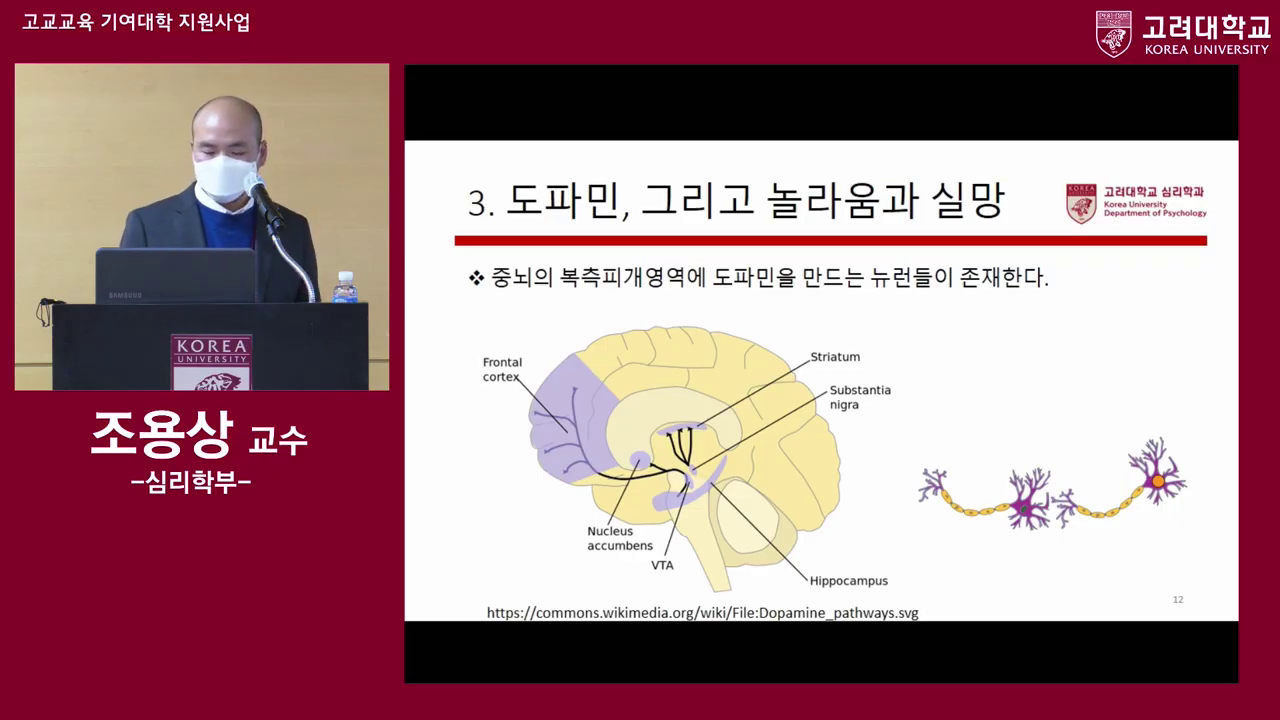 고교교육 기여대학 지원사업
고려대학교
KOREA UNIVERSITY
SAMSUNG
KOREA
UNIVERSITY
조용상 교수
-심리학부-
3. 도파민, 그리고 놀라움과 실망
KOREA
고려대학교 심리학과
Korea University
Department of Psychology
❖ 중뇌의 복측피개영역에 도파민을 만드는 뉴런들이 존재한다.
Frontal
cortex
Striatum
Substantia
nigra
Nucleus
accumbens
VTA
Hippocampus
12
https://commons.wikimedia.org/wiki/File:Dopamine_pathways.svg